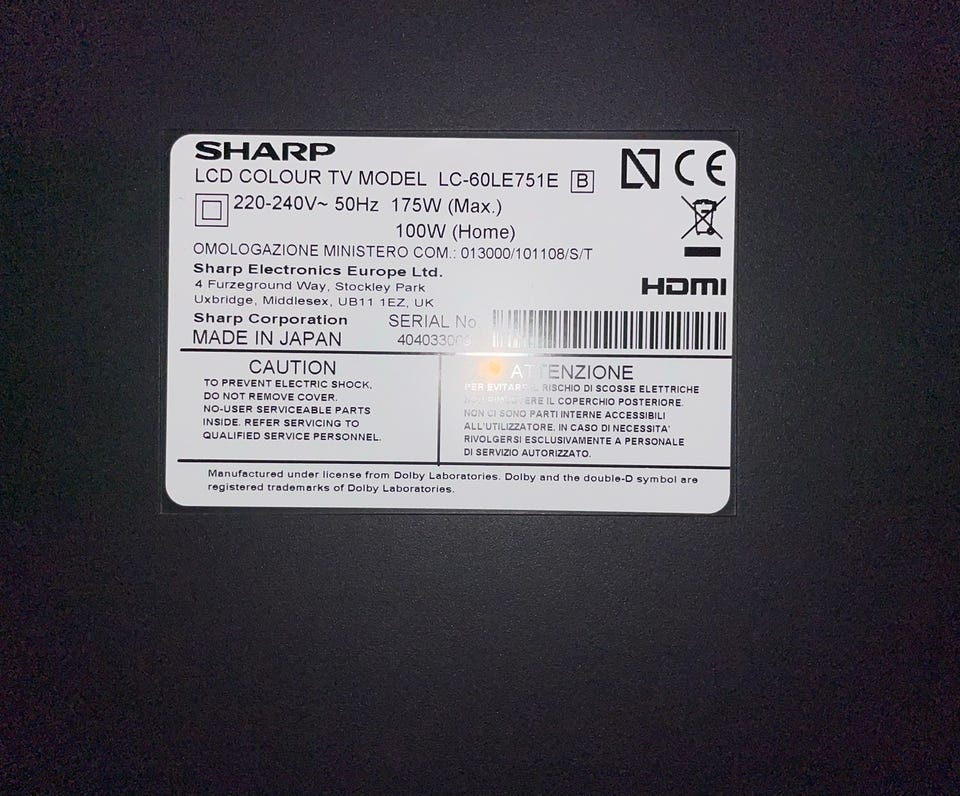 SHARP
LCD COLOUR TV MODEL LC-60LE751E B
220-240V~ 50Hz 175W (Max.)
100W (Home)
OMOLOGAZIONE MINISTERO COM.: 013000/101108/S/T
Sharp Electronics Europe Ltd.
4 Furzeground Way, Stockley Park
Uxbridge, Middlesex, UB11 1EZ, UK
HDMI
Sharp Corporation SERIAL No.
MADE IN JAPAN
CAUTION
TO PREVENT ELECTRIC SHOCK,
DO NOT REMOVE COVER.
NO-USER SERVICEABLE PARTS
INSIDE. REFER SERVICING TO
QUALIFIED SERVICE PERSONNEL.
ATTENZIONE
PER EVITARE IL RISCHIO DI SCOSSE ELETTRICHE
NON RIMUOVERE IL COPERCHIO POSTERIORE.
NON CI SONO PARTI INTERNE ACCESSIBILI
ALL'UTILIZZATORE. IN CASO DI NECESSITA'
RIVOLGERSI ESCLUSIVAMENTE A PERSONALE
DI SERVIZIO AUTORIZZATO.
Manufactured under license from Dolby Laboratories. Dolby and the double-D symbol are
registered trademarks of Dolby Laboratories.